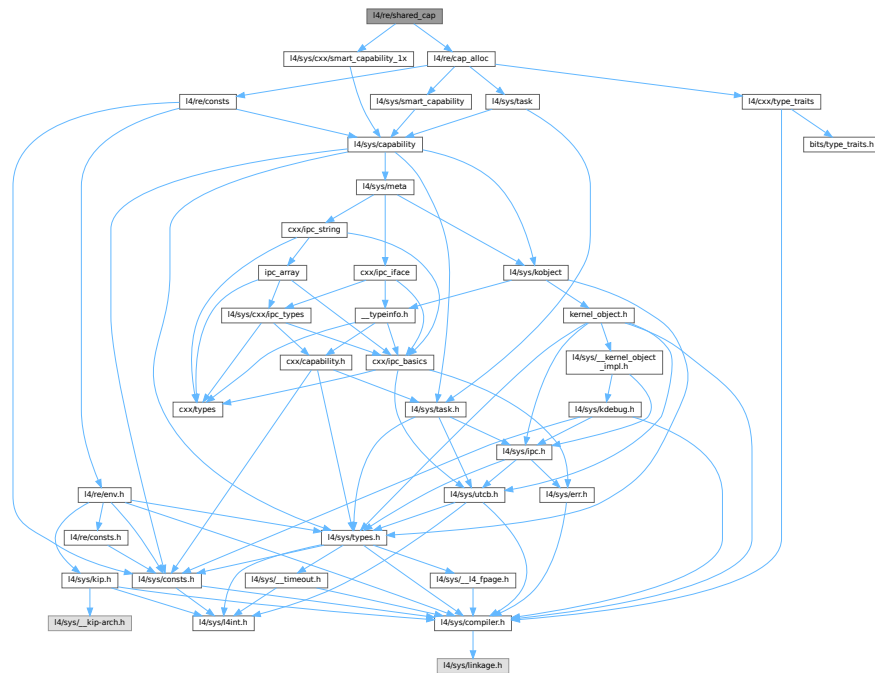 l4/re/shared_cap
l4/sys/cxx/smart_capability_1x
l4/re/cap_alloc
l4/re/consts
l4/sys/smart_capability
l4/sys/task
l4/cxx/type_traits
l4/sys/capability
bits/type_traits.h
l4/sys/meta
cxx/ipc_string
ipc_array
cxx/ipc_iface
l4/sys/kobject
l4/sys/cxx/ipc_types
__typeinfo.h
kernel_object.h
cxx/capability.h
cxx/ipc_basics
l4/sys/__kernel_object
_impl.h
cxx/types
l4/sys/task.h
l4/sys/kdebug.h
l4/sys/ipc.h
l4/re/env.h
l4/sys/utcb.h
l4/sys/err.h
l4/re/consts.h
l4/sys/types.h
l4/sys/kip.h
l4/sys/consts.h
l4/sys/__timeout.h
l4/sys/__l4_fpage.h
l4/sys/__kip-arch.h
l4/sys/l4int.h
l4/sys/compiler.h
l4/sys/linkage.h